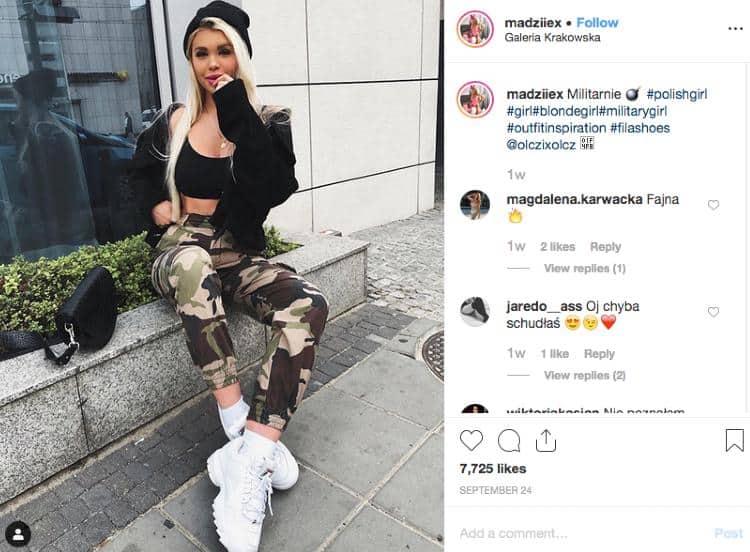 madziiex • Follow
Galeria Krakowska
madziiex Militarnie 💣 #polishgirl
#girl#blondegirl#militarygirl
#outfitinspiration #filashoes
@olczixolcz
1w
magdalena.karwacka Fajna
🔥
1w 2 likes Reply
View replies (1)
jaredo__ass Oj chyba
schudłaś 😍😉❤️
1w 1 like Reply
View replies (2)
7,725 likes
SEPTEMBER 24
Add a comment...
Post